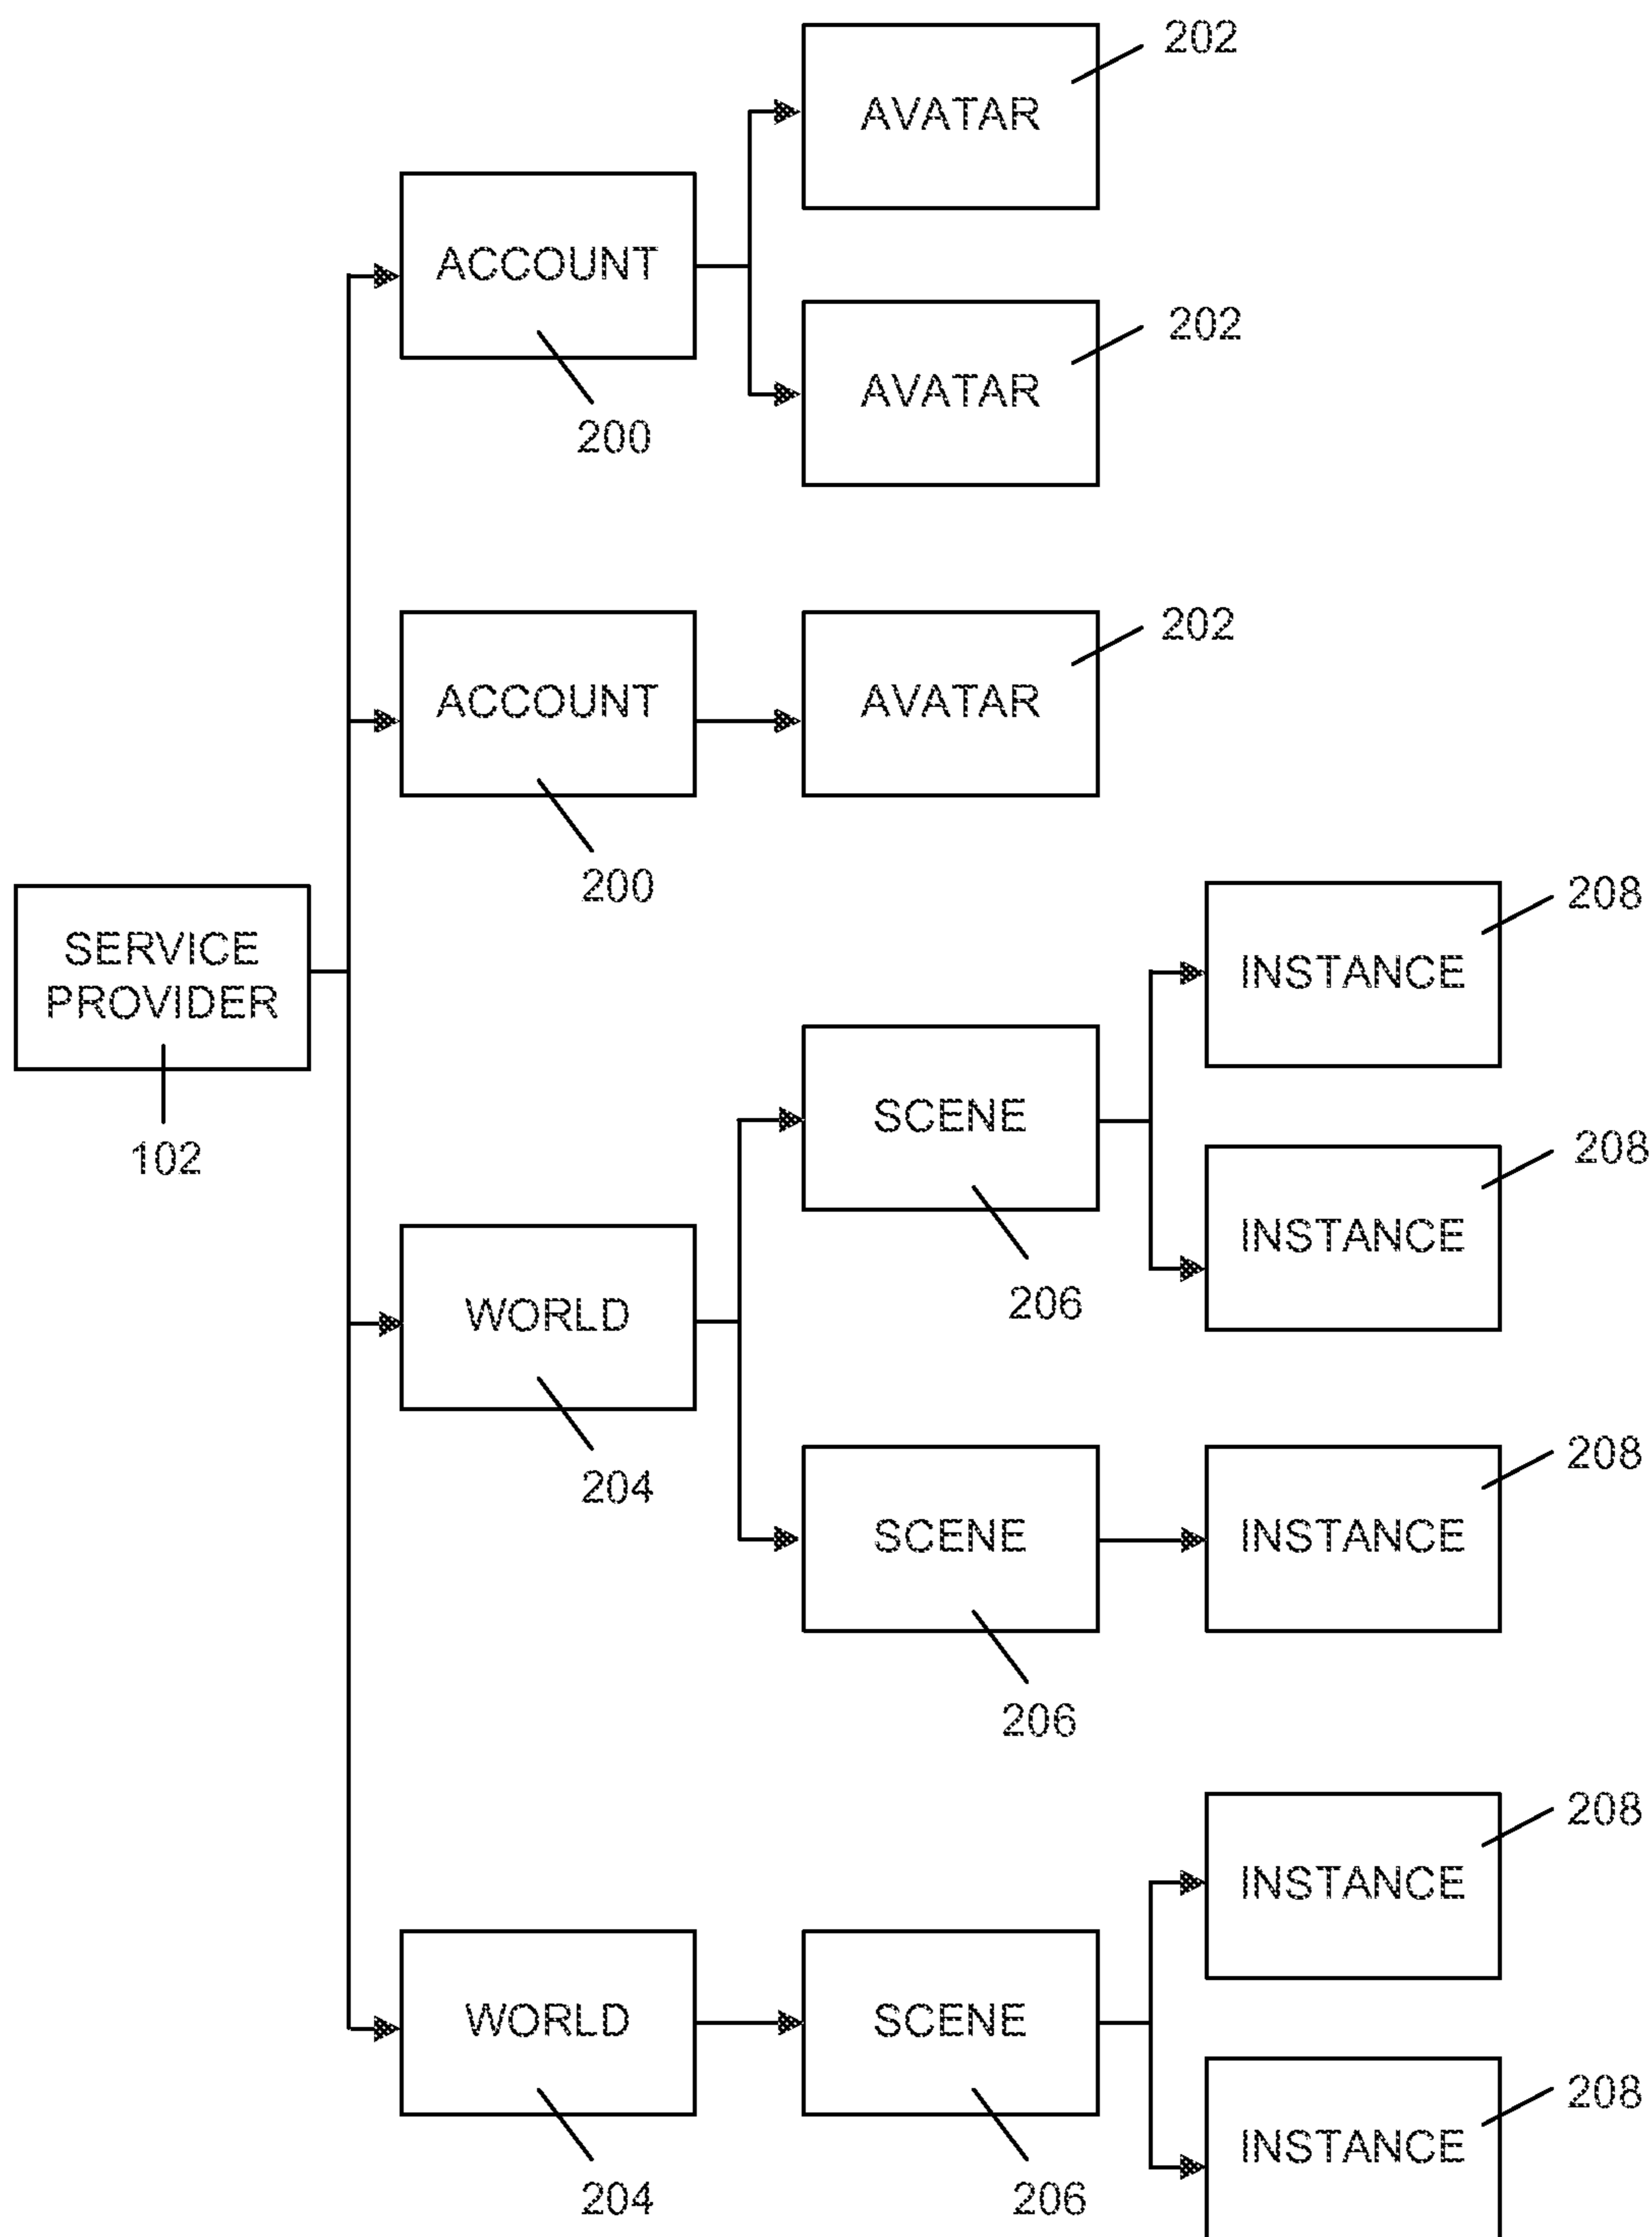 202
AVATAR
ACCOUNT
202
AVATAR
200
202
ACCOUNT
AVATAR
200
208
SERVICE
PROVIDER
INSTANCE
102
SCENE
208
INSTANCE
206
WORLD
204
208
SCENE
INSTANCE
206
208
INSTANCE
WORLD
SCENE
208
INSTANCE
204
206